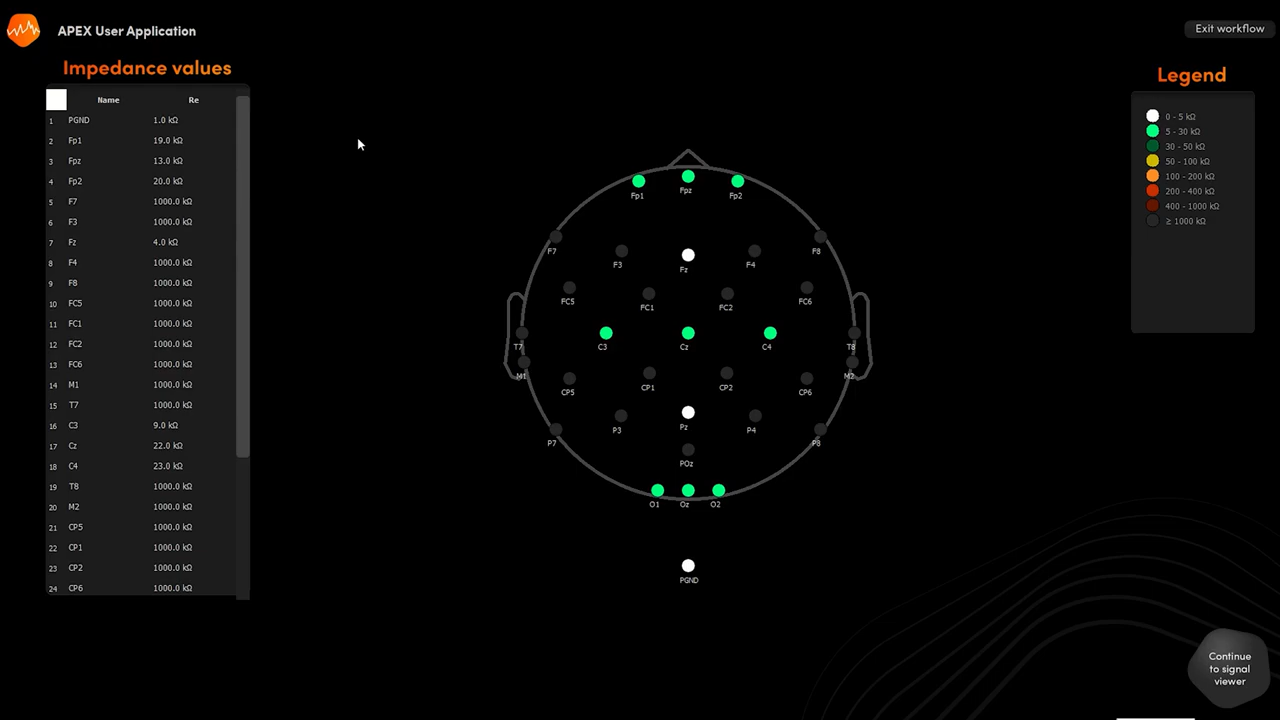 APEX User Application
Exit workflow
Impedance values
Name Re
1 PGND 1.0 kΩ
2 Fp1 19.0 kΩ
3 Fpz 13.0 kΩ
4 Fp2 20.0 kΩ
5 F7 1000.0 kΩ
6 F3 1000.0 kΩ
7 Fz 4.0 kΩ
8 F4 1000.0 kΩ
9 F8 1000.0 kΩ
10 FC5 1000.0 kΩ
11 FC1 1000.0 kΩ
12 FC2 1000.0 kΩ
13 FC6 1000.0 kΩ
14 M1 1000.0 kΩ
15 T7 1000.0 kΩ
16 C3 9.0 kΩ
17 Cz 22.0 kΩ
18 C4 23.0 kΩ
19 T8 1000.0 kΩ
20 M2 1000.0 kΩ
21 CP5 1000.0 kΩ
22 CP1 1000.0 kΩ
23 CP2 1000.0 kΩ
24 CP6 1000.0 kΩ
Fp1 Fpz Fp2
F7 F3 Fz F4 F8
FC5 FC1 FC2 FC6
T7 C3 Cz C4 T8
M1 M2
CP5 CP1 CP2 CP6
P7 P3 Pz P4 P8
POz
O1 Oz O2
PGND
Legend
0 - 5 kΩ
5 - 30 kΩ
30 - 50 kΩ
50 - 100 kΩ
100 - 200 kΩ
200 - 400 kΩ
400 - 1000 kΩ
≥ 1000 kΩ
Continue
to signal
viewer